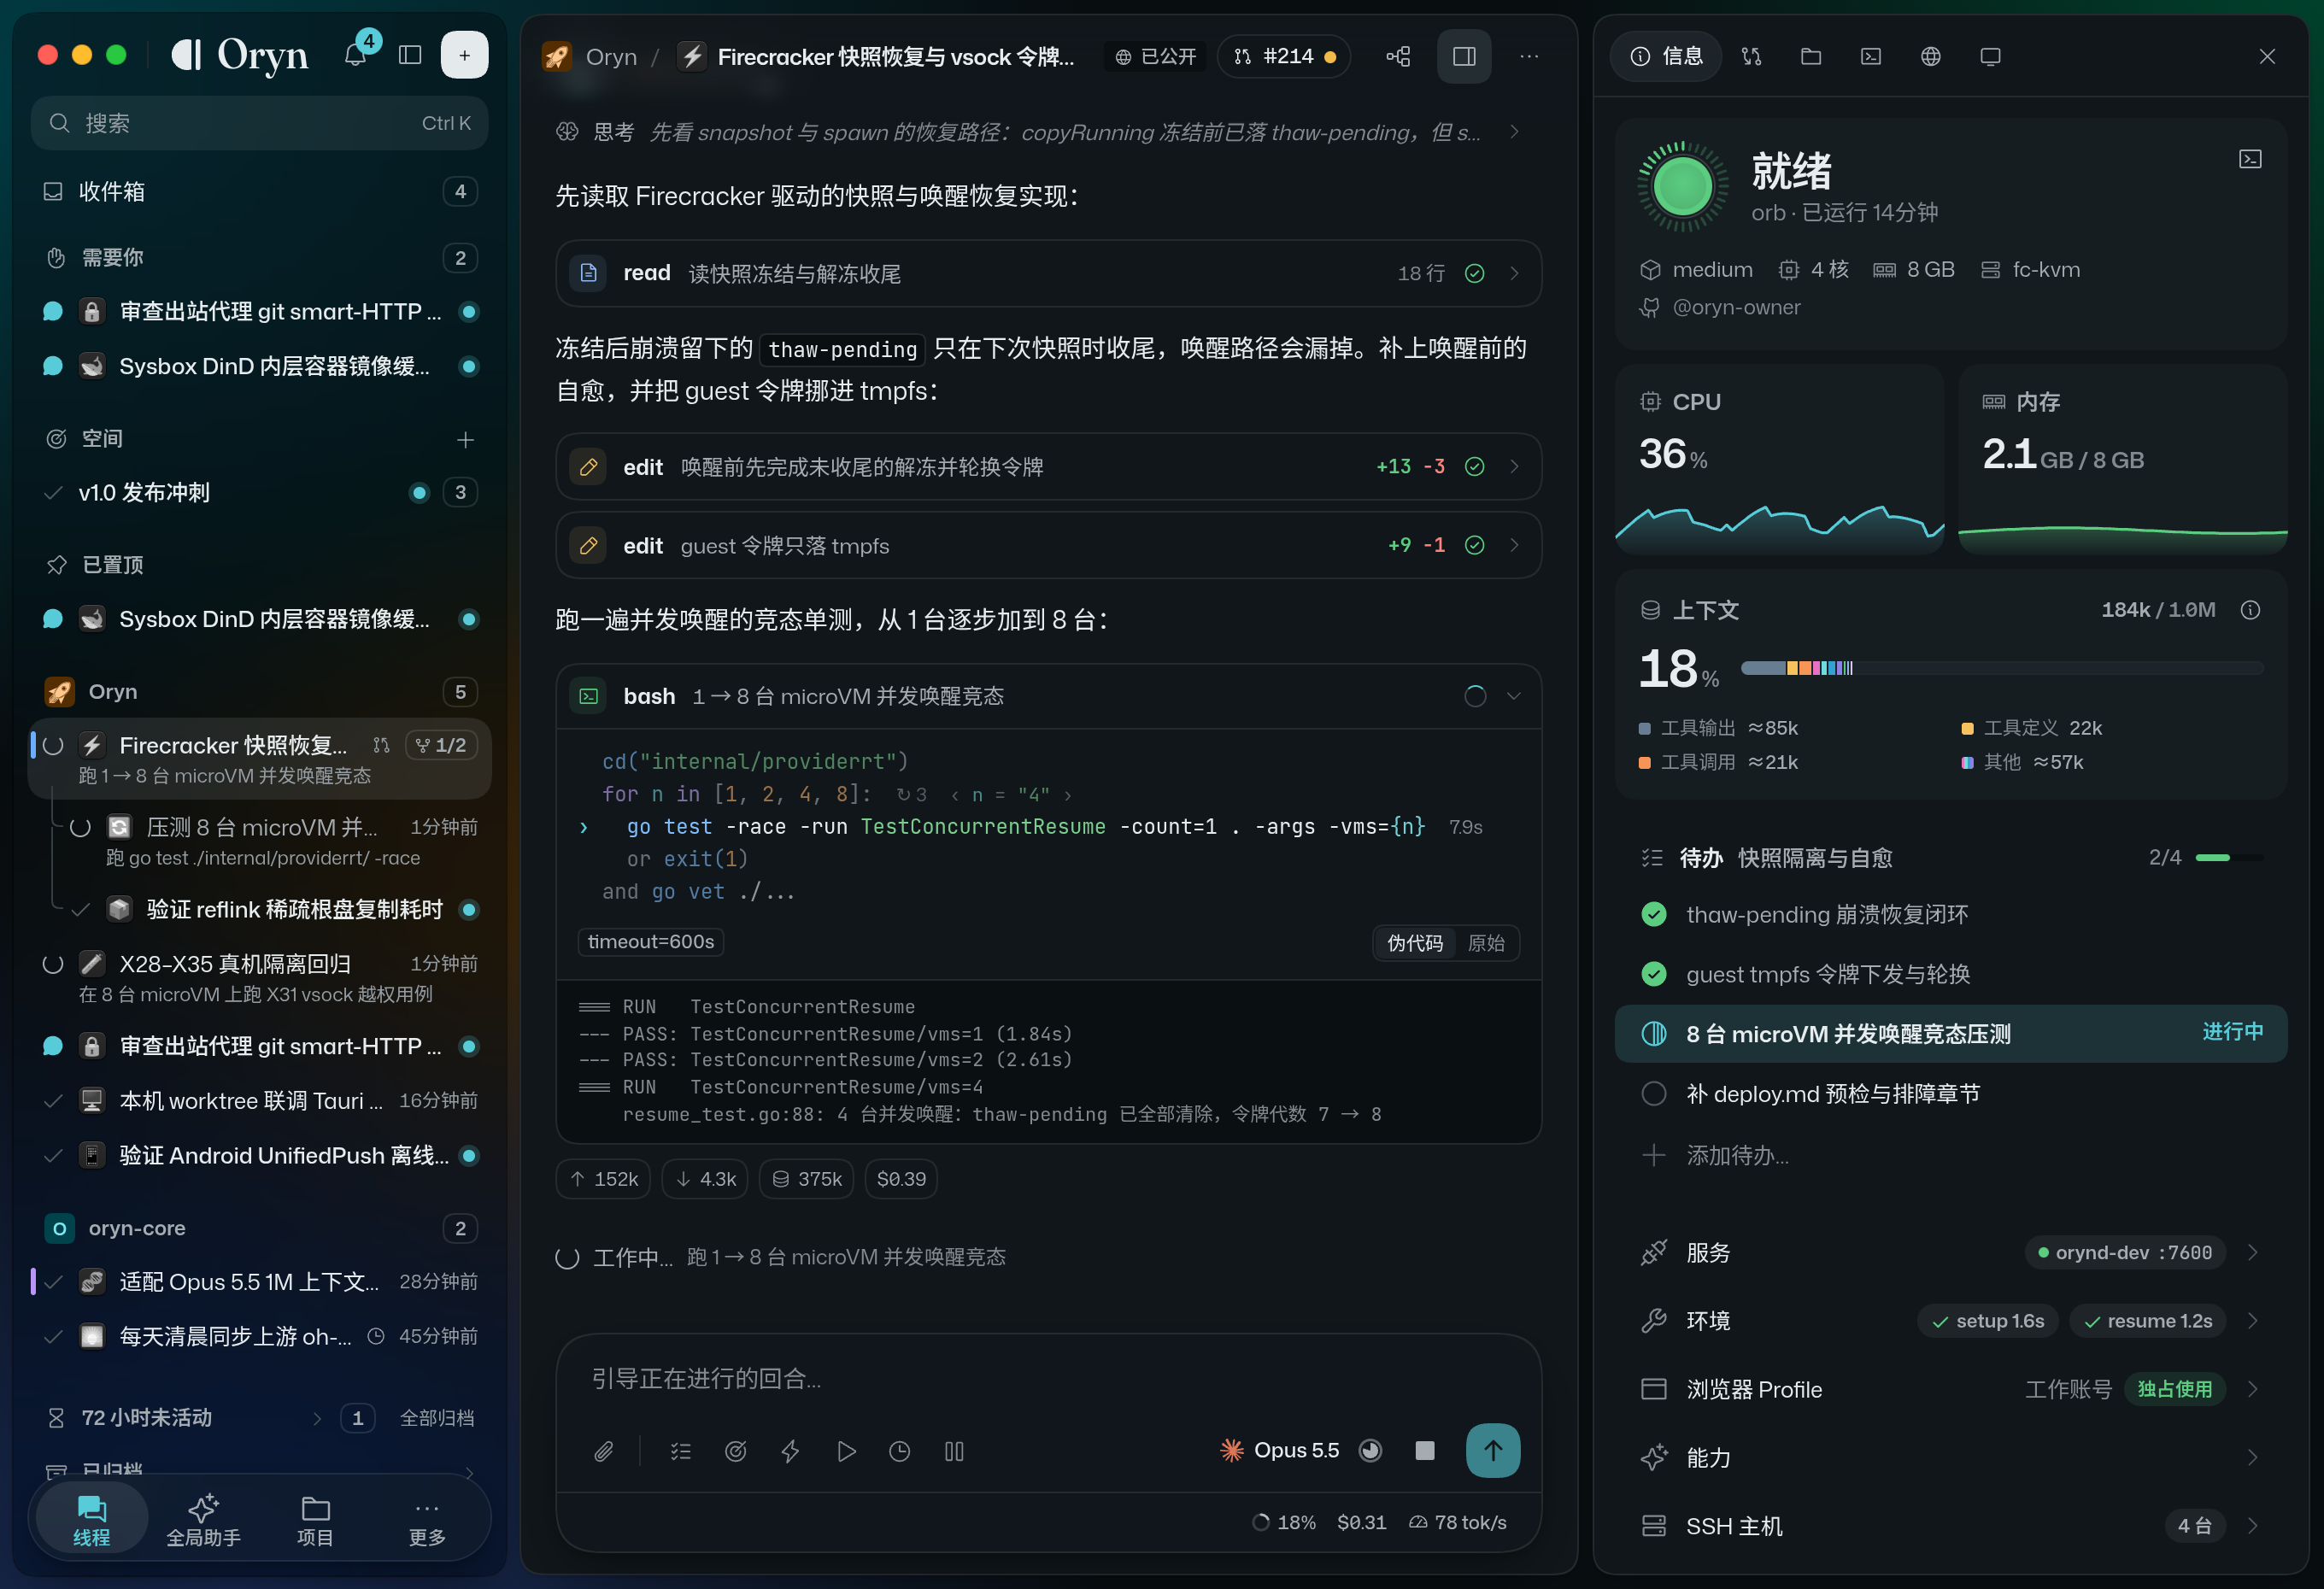 Oryn
4
+
搜索 Ctrl K
收件箱 4
需要你 2
审查出站代理 git smart-HTTP ...
Sysbox DinD 内层容器镜像缓...
空间
v1.0 发布冲刺 3
已置顶
Sysbox DinD 内层容器镜像缓...
Oryn 5
Firecracker 快照恢复... 1/2
跑 1 → 8 台 microVM 并发唤醒竞态
压测 8 台 microVM 并... 1分钟前
跑 go test ./internal/providerrt/ -race
验证 reflink 稀疏根盘复制耗时
X28–X35 真机隔离回归 1分钟前
在 8 台 microVM 上跑 X31 vsock 越权用例
审查出站代理 git smart-HTTP ...
本机 worktree 联调 Tauri ... 16分钟前
验证 Android UnifiedPush 离线...
O oryn-core 2
适配 Opus 5.5 1M 上下文... 28分钟前
每天清晨同步上游 oh-... 45分钟前
72 小时未活动 1 全部归档
已归档
线程 全局助手 项目 更多
Oryn / Firecracker 快照恢复与 vsock 令牌... 已公开 #214
思考 先看 snapshot 与 spawn 的恢复路径：copyRunning 冻结前已落 thaw-pending，但 s...
先读取 Firecracker 驱动的快照与唤醒恢复实现：
read 读快照冻结与解冻收尾 18 行
冻结后崩溃留下的 thaw-pending 只在下次快照时收尾，唤醒路径会漏掉。补上唤醒前的
自愈，并把 guest 令牌挪进 tmpfs：
edit 唤醒前先完成未收尾的解冻并轮换令牌 +13 -3
edit guest 令牌只落 tmpfs +9 -1
跑一遍并发唤醒的竞态单测，从 1 台逐步加到 8 台：
bash 1 → 8 台 microVM 并发唤醒竞态
cd("internal/providerrt")
for n in [1, 2, 4, 8]: ↻ 3 ‹ n = "4" ›
› go test -race -run TestConcurrentResume -count=1 . -args -vms={n} 7.9s
or exit(1)
and go vet ./...
timeout=600s 伪代码 原始
=== RUN TestConcurrentResume
--- PASS: TestConcurrentResume/vms=1 (1.84s)
--- PASS: TestConcurrentResume/vms=2 (2.61s)
=== RUN TestConcurrentResume/vms=4
resume_test.go:88: 4 台并发唤醒：thaw-pending 已全部清除，令牌代数 7 → 8
↑ 152k ↓ 4.3k 375k $0.39
工作中... 跑 1 → 8 台 microVM 并发唤醒竞态
引导正在进行的回合...
Opus 5.5
18% $0.31 78 tok/s
信息
就绪
orb · 已运行 14分钟
medium 4 核 8 GB fc-kvm
@oryn-owner
CPU
36 %
内存
2.1 GB / 8 GB
上下文 184k / 1.0M
18 %
工具输出 ≈85k 工具定义 22k
工具调用 ≈21k 其他 ≈57k
待办 快照隔离与自愈 2/4
thaw-pending 崩溃恢复闭环
guest tmpfs 令牌下发与轮换
8 台 microVM 并发唤醒竞态压测 进行中
补 deploy.md 预检与排障章节
添加待办...
服务 orynd-dev :7600
环境 setup 1.6s resume 1.2s
浏览器 Profile 工作账号 独占使用
能力
SSH 主机 4 台